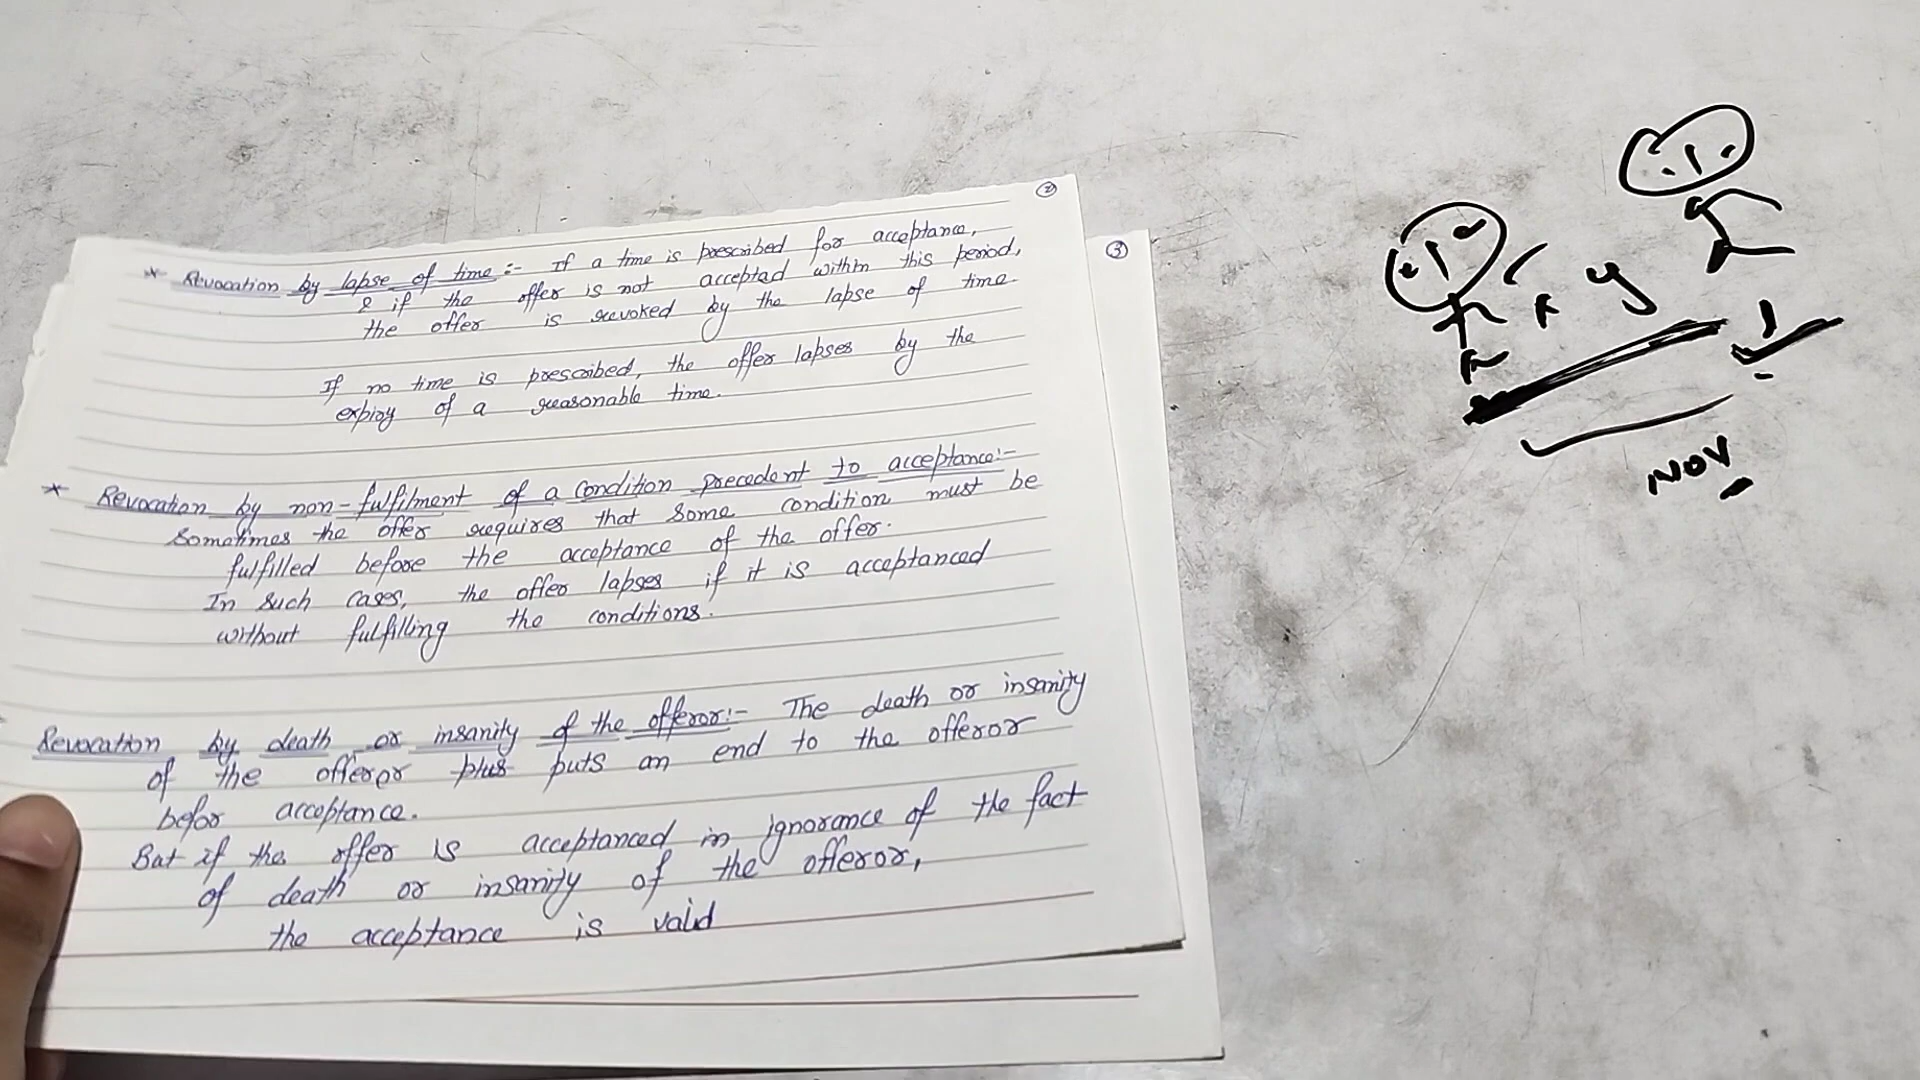 ②
* Revocation by lapse of time :- If a time is prescribed for acceptance,
& if the offer is not acceptad within this period,
the offer is revoked by the lapse of time.
If no time is prescribed, the offer lapses by the
expiry of a reasonable time.
* Revocation by non-fulfilment of a condition precedent to acceptance:-
Sometimes the offer requires that some condition must be
fulfilled before the acceptance of the offer.
In such cases, the offer lapses if it is acceptanced
without fulfilling the conditions.
Revocation by death or insanity of the offeror:- The death or insanity
of the offeror plus puts an end to the offeror
befor acceptance.
But if the offer is acceptanced in ignorance of the fact
of death or insanity of the offeror,
the acceptance is valid
③
NOV